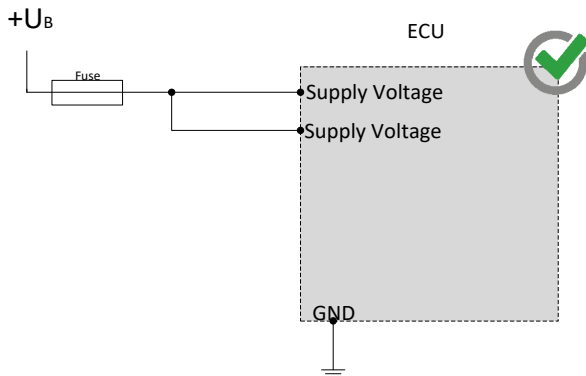 +UB
ECU
Fuse
Supply Voltage
Supply Voltage
GND